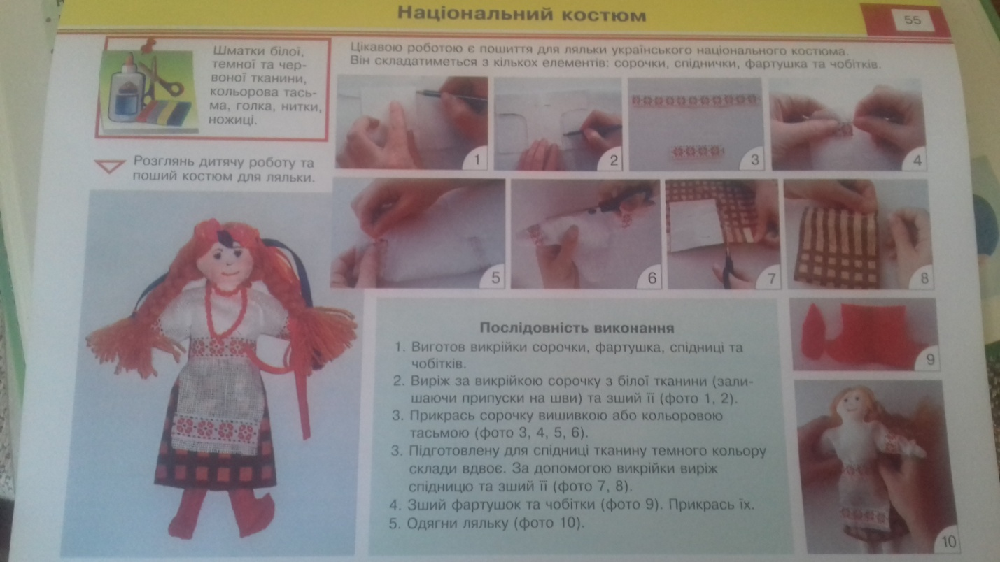 Національний костюм
55
Шматки білої,
темної та чер-
воної тканини,
кольорова тась-
ма, голка, нитки,
ножиці.
Цікавою роботою є пошиття для ляльки українського національного костюма.
Він складатиметься з кількох елементів: сорочки, спіднички, фартушка та чобітків.
Розглянь дитячу роботу та
поший костюм для ляльки.
1
2
3
4
5
6
7
8
9
10
Послідовність виконання
1. Виготов викрійки сорочки, фартушка, спідниці та
чобітків.
2. Виріж за викрійкою сорочку з білої тканини (зали-
шаючи припуски на шви) та зший її (фото 1, 2).
3. Прикрась сорочку вишивкою або кольоровою
тасьмою (фото 3, 4, 5, 6).
3. Підготовлену для спідниці тканину темного кольору
склади вдвоє. За допомогою викрійки виріж
спідницю та зший її (фото 7, 8).
4. Зший фартушок та чобітки (фото 9). Прикрась їх.
5. Одягни ляльку (фото 10).